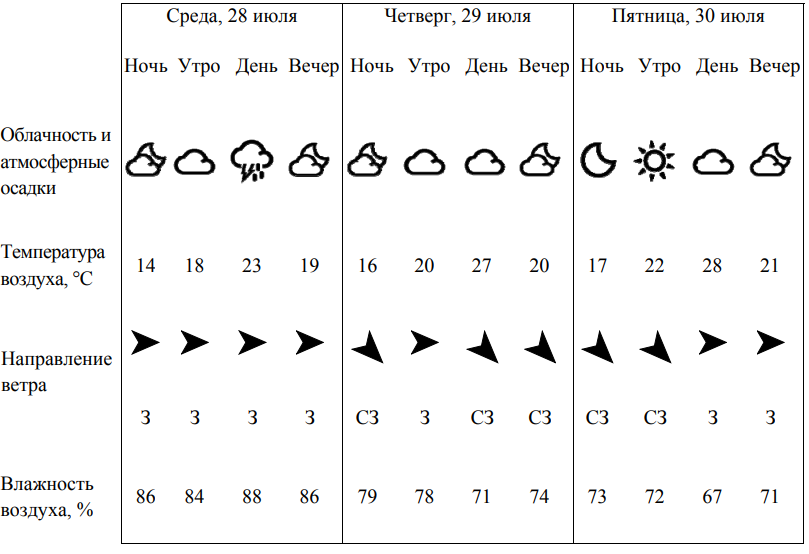 Среда, 28 июля Четверг, 29 июля Пятница, 30 июля
Ночь Утро День Вечер Ночь Утро День Вечер Ночь Утро День Вечер
Облачность и
атмосферные
осадки
Температура
воздуха, °C 14 18 23 19 16 20 27 20 17 22 28 21
Направление
ветра
З З З З СЗ З СЗ СЗ СЗ СЗ З З
Влажность
воздуха, % 86 84 88 86 79 78 71 74 73 72 67 71